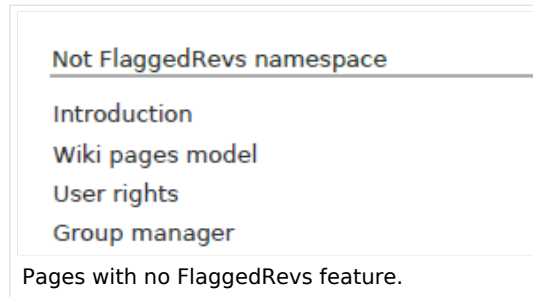 Not FlaggedRevs namespace
Introduction
Wiki pages model
User rights
Group manager
Pages with no FlaggedRevs feature.